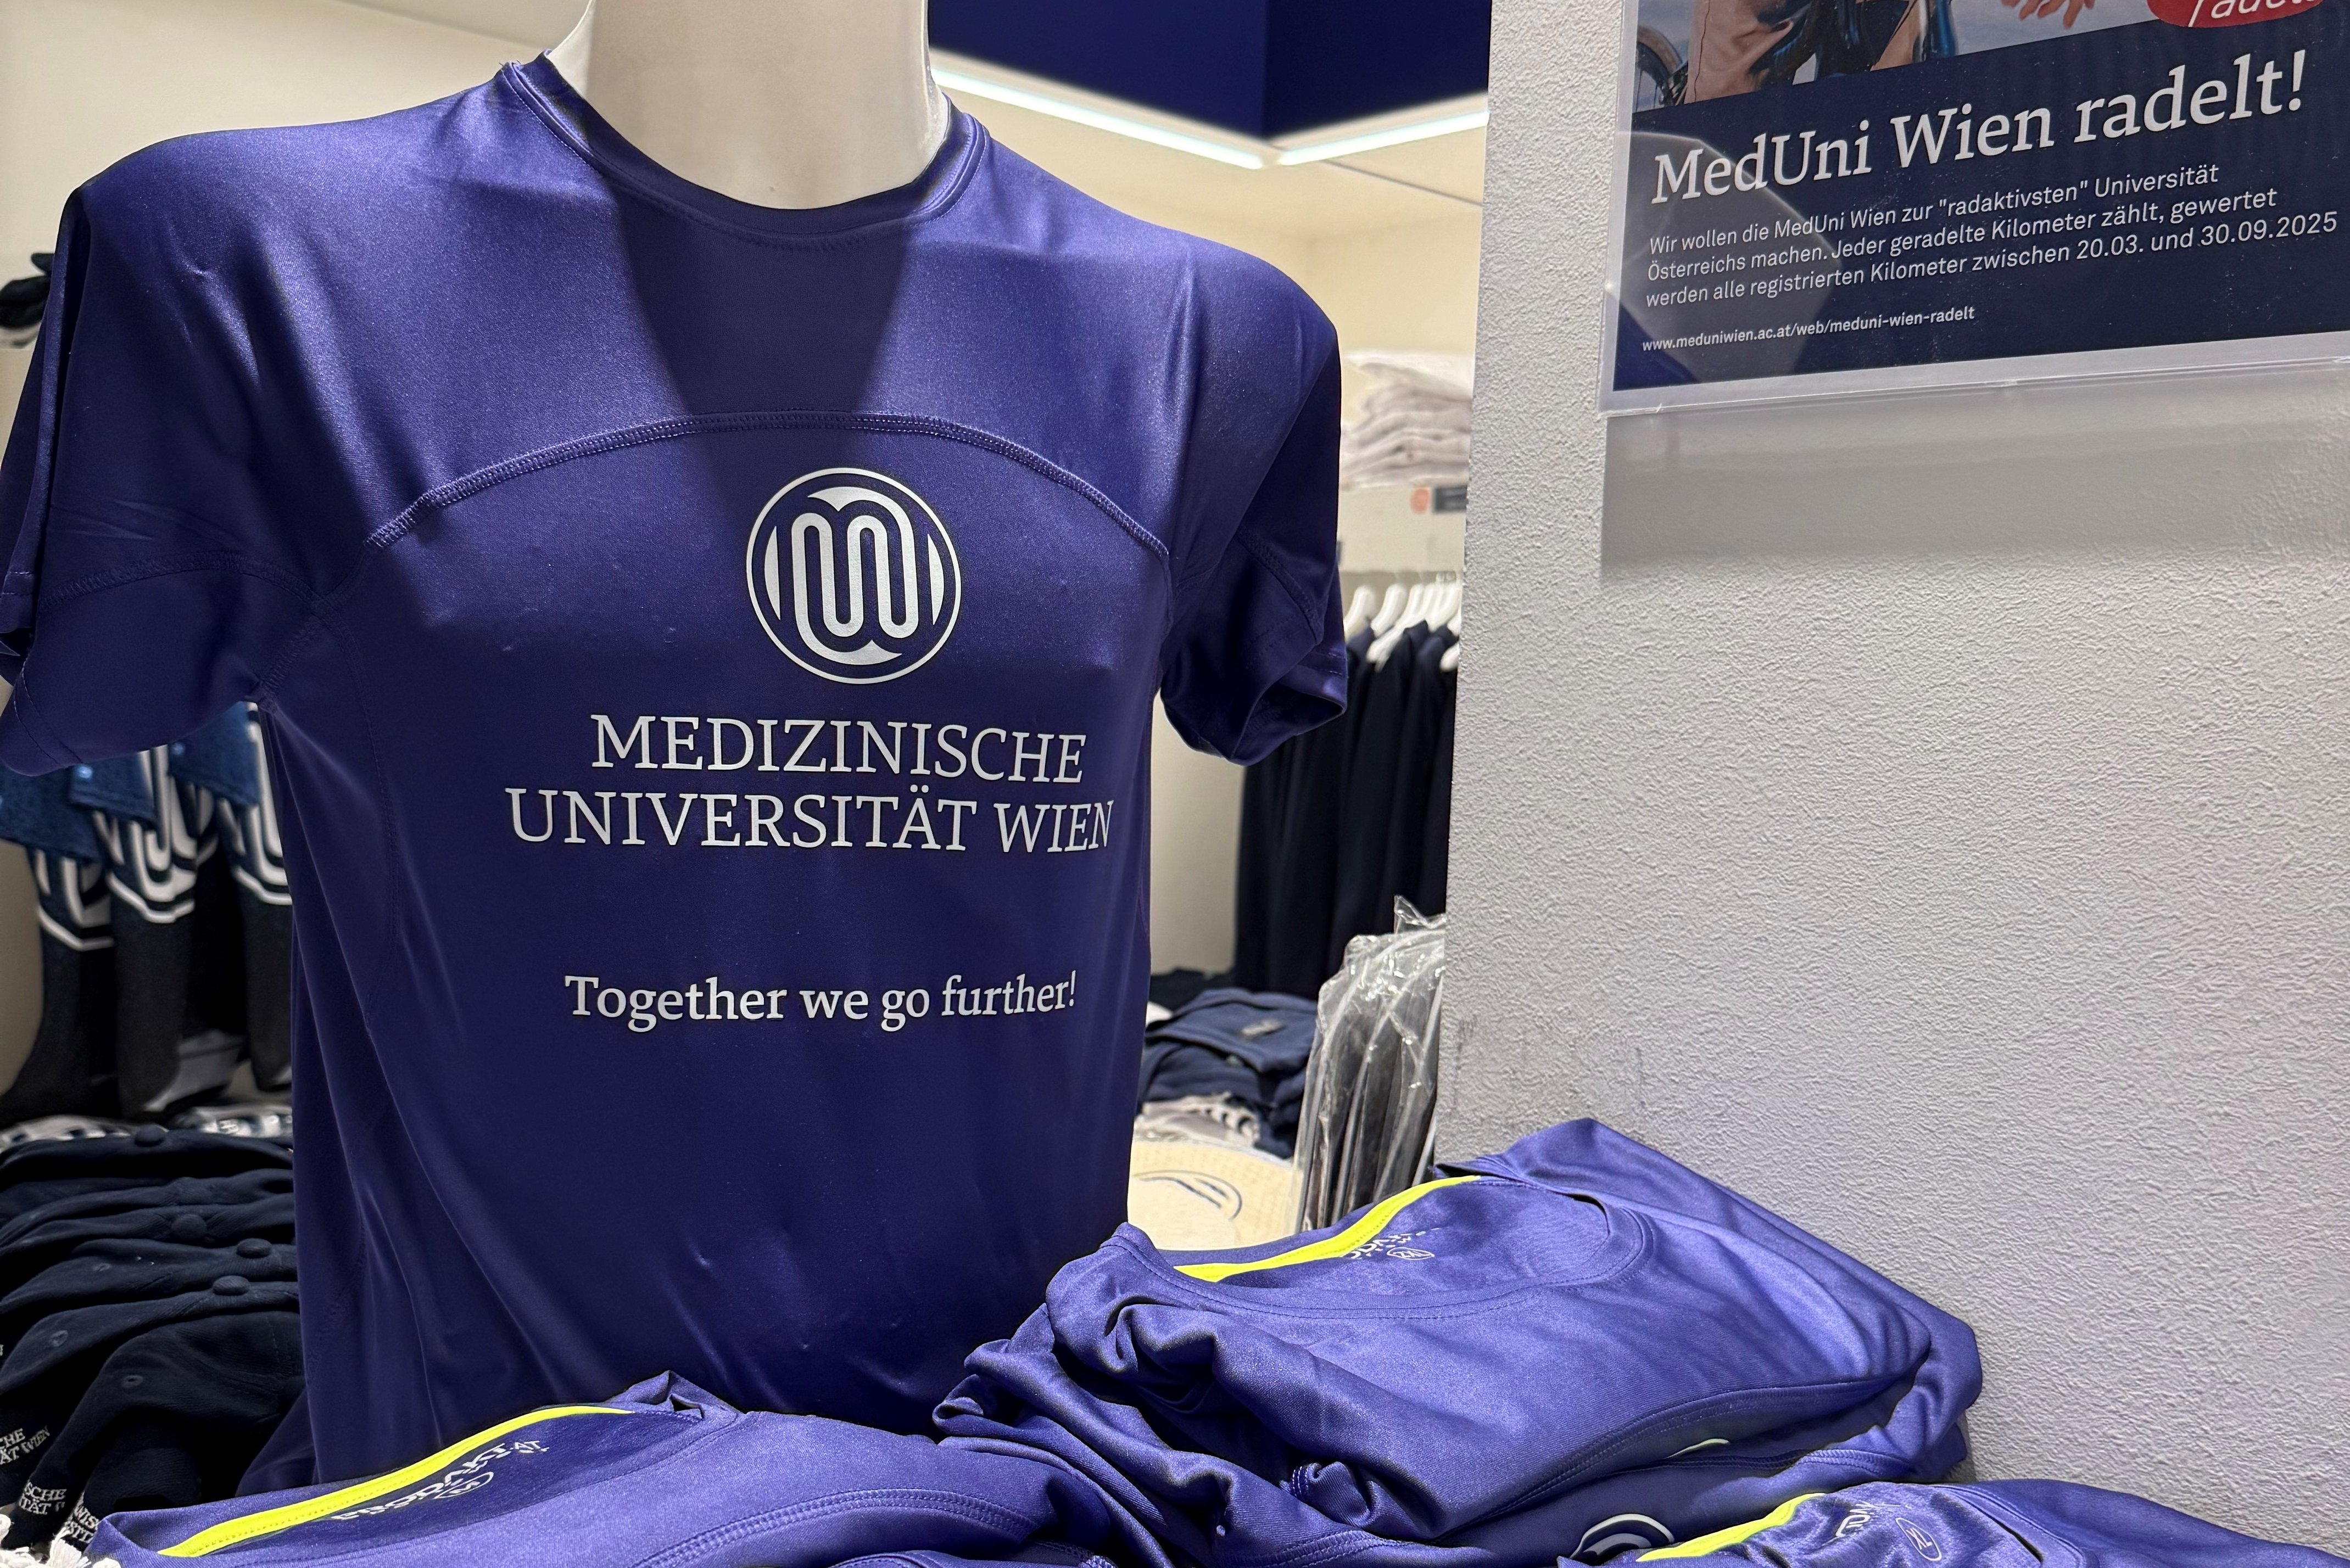 MEDIZINISCHE
UNIVERSITÄT WIEN
Together we go further!
MedUni Wien radelt!
Wir wollen die MedUni Wien zur "radaktivsten" Universität
Österreichs machen. Jeder geradelte Kilometer zählt, gewertet
werden alle registrierten Kilometer zwischen 20.03. und 30.09.2025
www.meduniwien.ac.at/web/meduni-wien-radelt